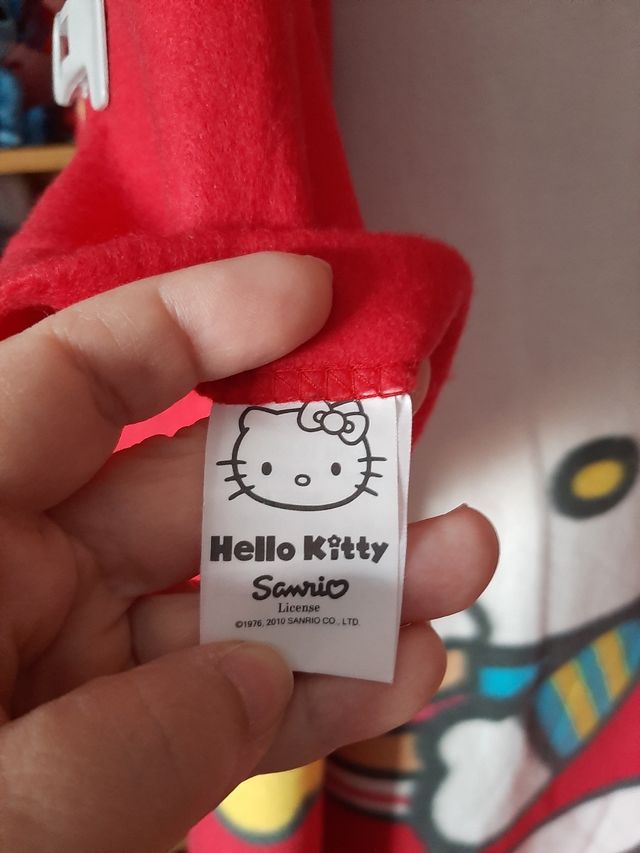 Hello Kitty
Sanrio
License
©1976, 2010 SANRIO CO., LTD.